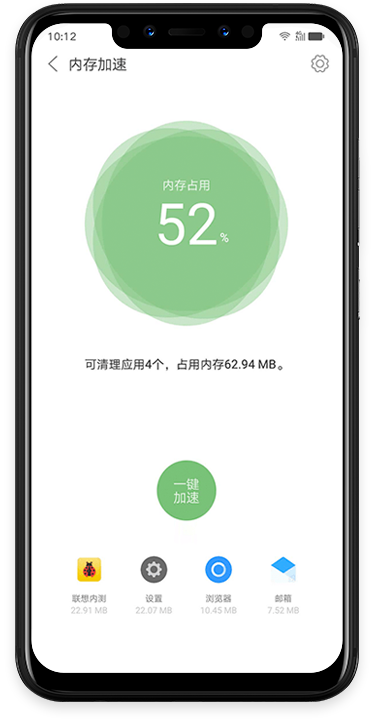 10:12
内存加速
内存占用
52%
可清理应用4个，占用内存62.94 MB 。
一键
加速
联想内测 设置 浏览器 邮箱
22.91 MB 22.07 MB 10.45 MB 7.52 MB